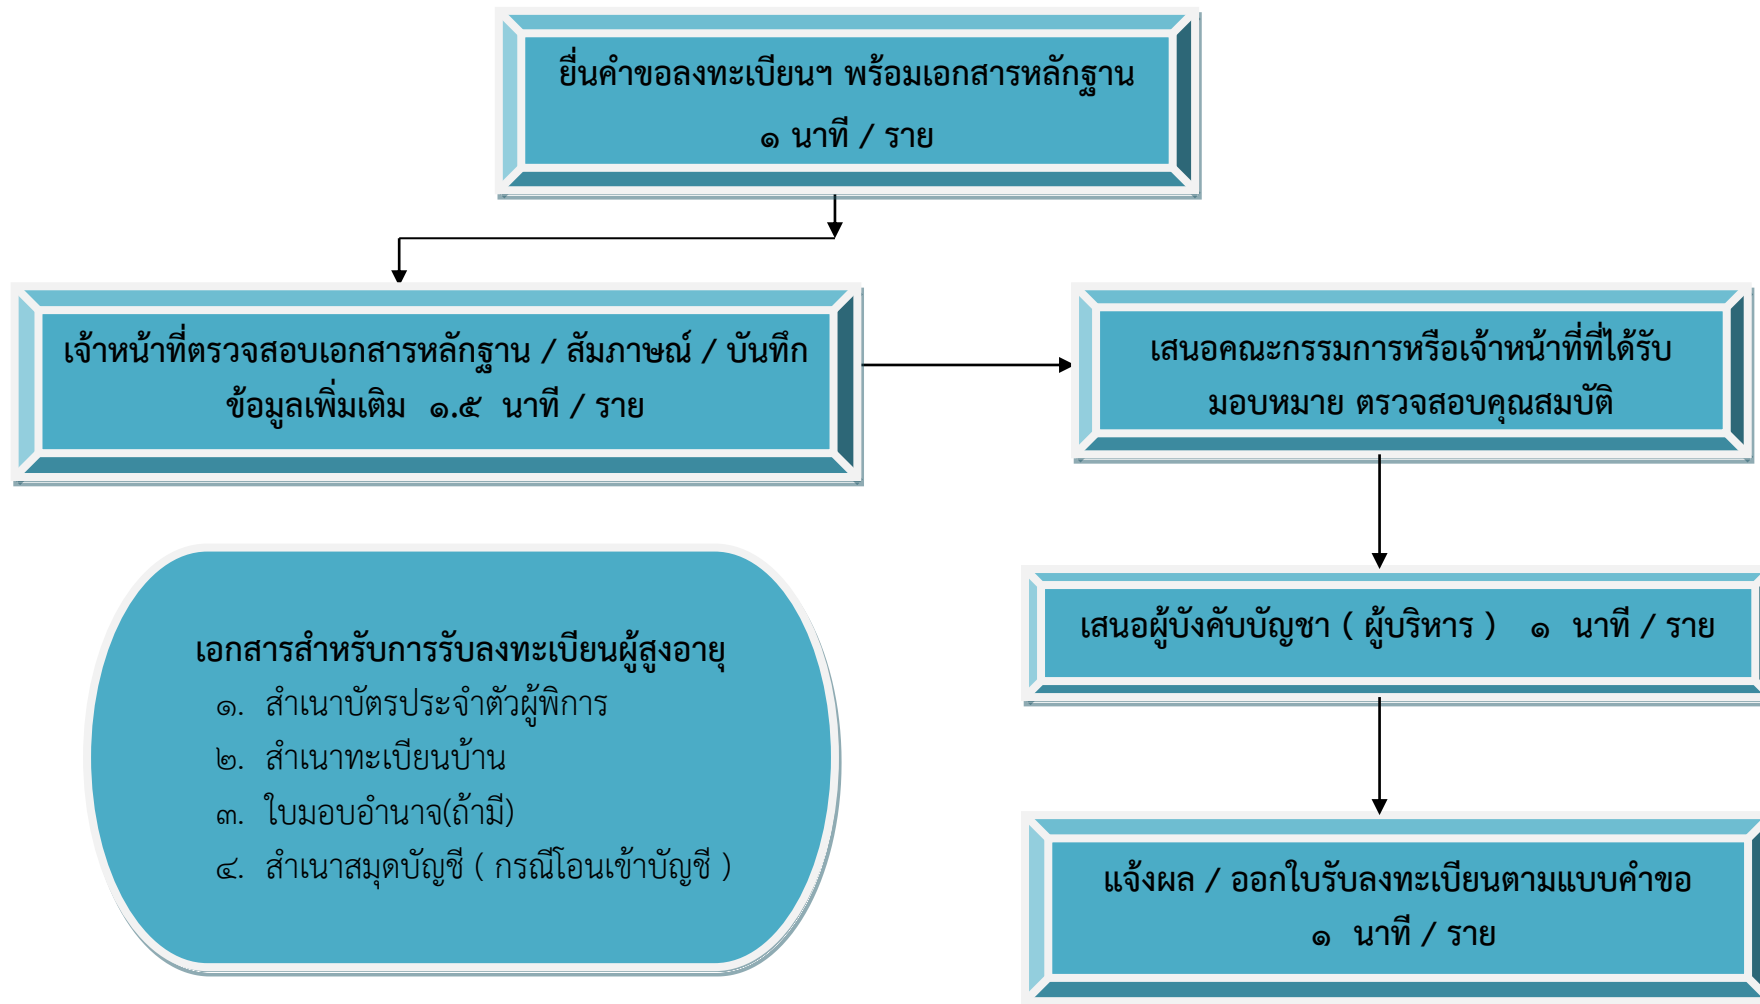 ยื่นคำขอลงทะเบียนฯ พร้อมเอกสารหลักฐาน
๑ นาที / ราย
เจ้าหน้าที่ตรวจสอบเอกสารหลักฐาน / สัมภาษณ์ / บันทึก
ข้อมูลเพิ่มเติม ๑.๕ นาที / ราย
เสนอคณะกรรมการหรือเจ้าหน้าที่ที่ได้รับ
มอบหมาย ตรวจสอบคุณสมบัติ
เสนอผู้บังคับบัญชา ( ผู้บริหาร ) ๑ นาที / ราย
แจ้งผล / ออกใบรับลงทะเบียนตามแบบคำขอ
๑ นาที / ราย
เอกสารสำหรับการรับลงทะเบียนผู้สูงอายุ
๑. สำเนาบัตรประจำตัวผู้พิการ
๒. สำเนาทะเบียนบ้าน
๓. ใบมอบอำนาจ(ถ้ามี)
๔. สำเนาสมุดบัญชี ( กรณีโอนเข้าบัญชี )